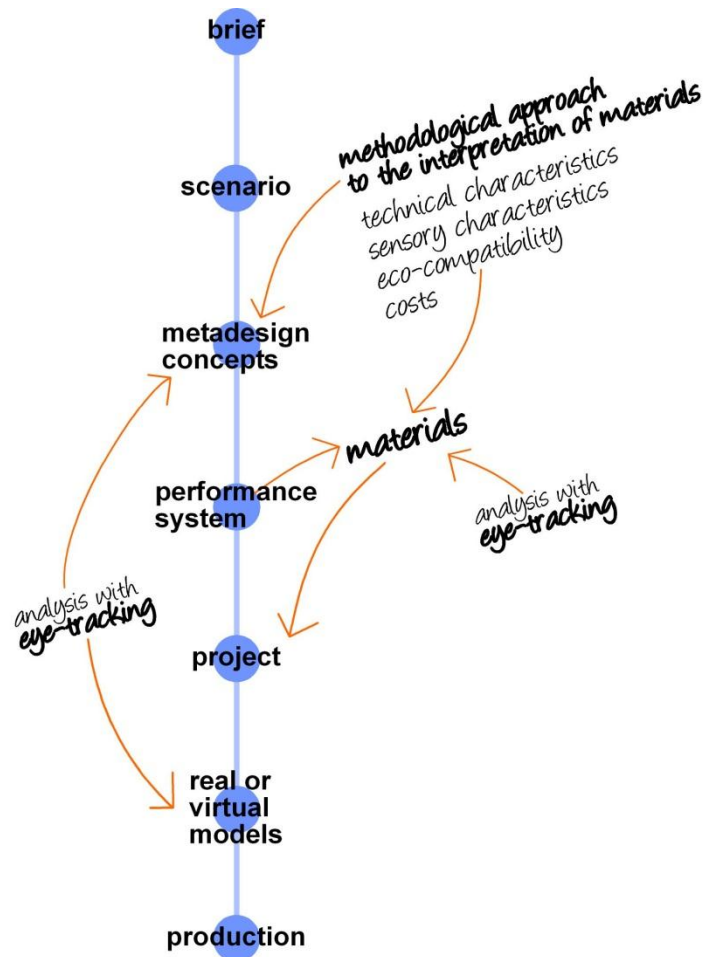 brief
scenario
methodological approach
to the interpretation of materials
technical characteristics
sensory characteristics
eco-compatibility
costs
metadesign
concepts
materials
performance
system
analysis with
eye-tracking
analysis with
eye-tracking
project
real or
virtual
models
production